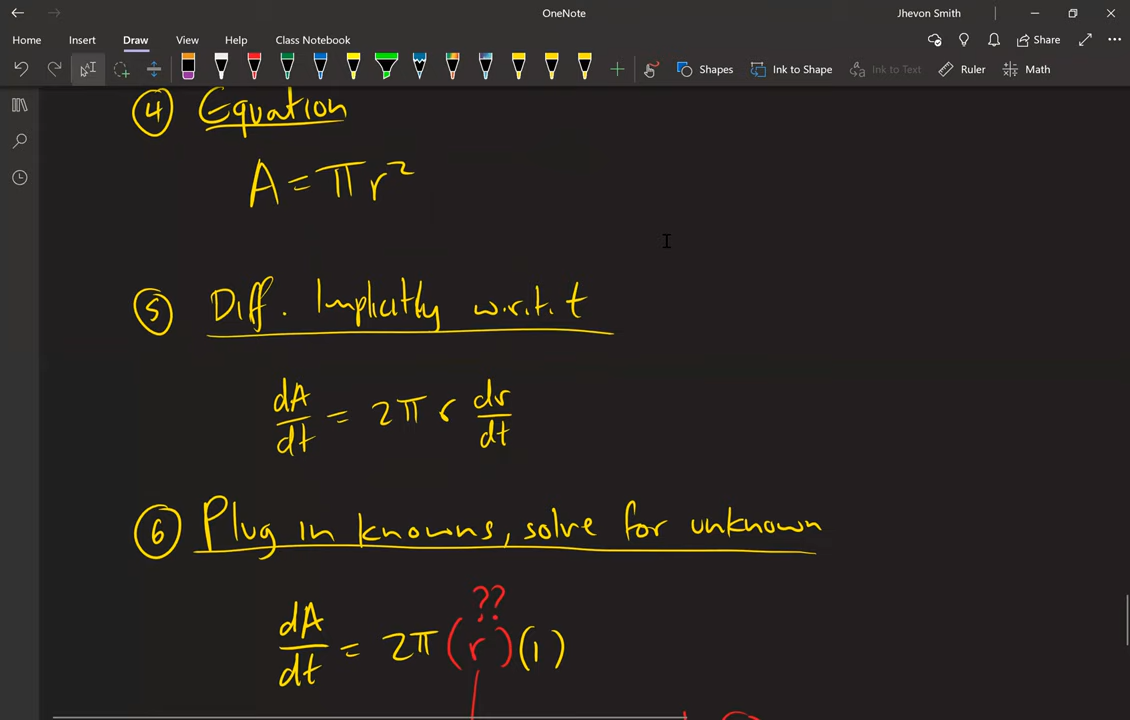 OneNote
Jhevon Smith
Home Insert Draw View Help Class Notebook
Share
Shapes Ink to Shape Ink to Text Ruler Math
④ Equation
A = πr²
⑤ Diff. Implicitly w.r.t. t
dA/dt = 2πr dr/dt
⑥ Plug in knowns, solve for unknown
??
dA/dt = 2π(r)(1)